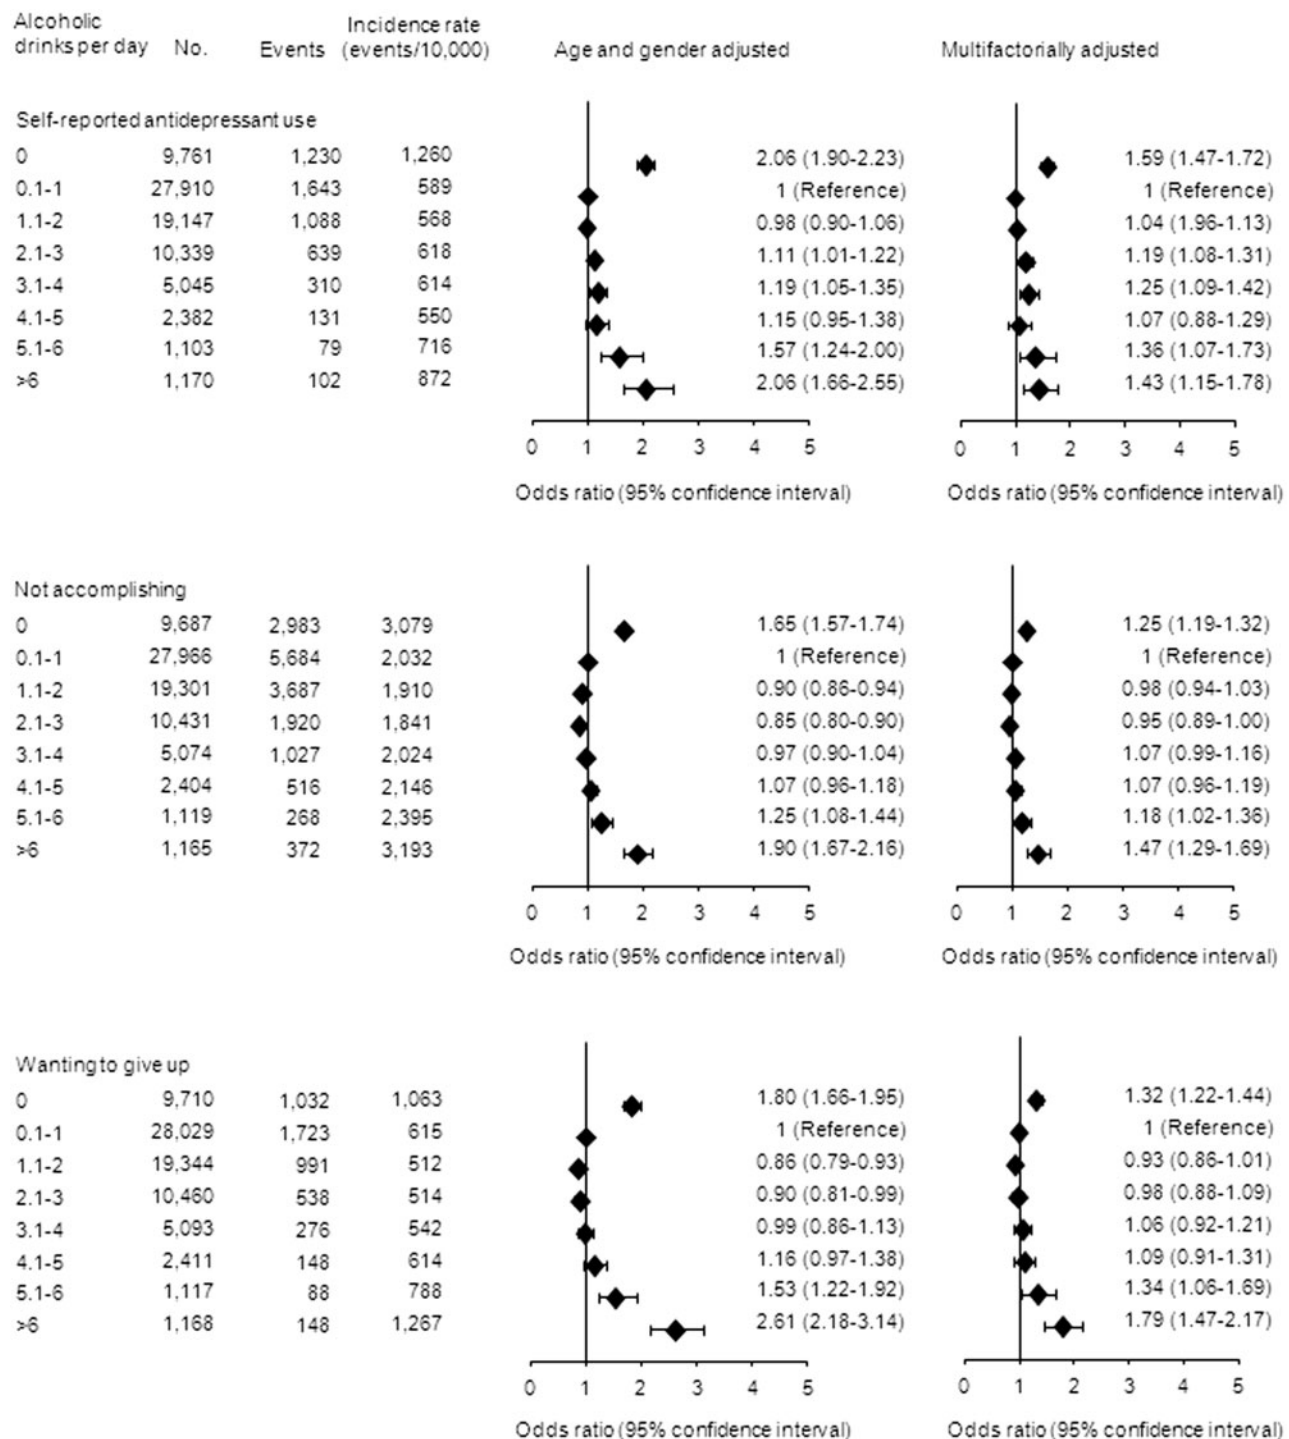 Alcoholic drinks per day No. Events Incidence rate (events/10,000) Age and gender adjusted Multifactorially adjusted
Self-reported antidepressant use
0 9,761 1,230 1,260 2.06 (1.90-2.23) 1.59 (1.47-1.72)
0.1-1 27,910 1,643 589 1 (Reference) 1 (Reference)
1.1-2 19,147 1,088 568 0.98 (0.90-1.06) 1.04 (1.96-1.13)
2.1-3 10,339 639 618 1.11 (1.01-1.22) 1.19 (1.08-1.31)
3.1-4 5,045 310 614 1.19 (1.05-1.35) 1.25 (1.09-1.42)
4.1-5 2,382 131 550 1.15 (0.95-1.38) 1.07 (0.88-1.29)
5.1-6 1,103 79 716 1.57 (1.24-2.00) 1.36 (1.07-1.73)
>6 1,170 102 872 2.06 (1.66-2.55) 1.43 (1.15-1.78)
0 1 2 3 4 5 0 1 2 3 4 5
Odds ratio (95% confidence interval) Odds ratio (95% confidence interval)
Not accomplishing
0 9,687 2,983 3,079 1.65 (1.57-1.74) 1.25 (1.19-1.32)
0.1-1 27,966 5,684 2,032 1 (Reference) 1 (Reference)
1.1-2 19,301 3,687 1,910 0.90 (0.86-0.94) 0.98 (0.94-1.03)
2.1-3 10,431 1,920 1,841 0.85 (0.80-0.90) 0.95 (0.89-1.00)
3.1-4 5,074 1,027 2,024 0.97 (0.90-1.04) 1.07 (0.99-1.16)
4.1-5 2,404 516 2,146 1.07 (0.96-1.18) 1.07 (0.96-1.19)
5.1-6 1,119 268 2,395 1.25 (1.08-1.44) 1.18 (1.02-1.36)
>6 1,165 372 3,193 1.90 (1.67-2.16) 1.47 (1.29-1.69)
0 1 2 3 4 5 0 1 2 3 4 5
Odds ratio (95% confidence interval) Odds ratio (95% confidence interval)
Wanting to give up
0 9,710 1,032 1,063 1.80 (1.66-1.95) 1.32 (1.22-1.44)
0.1-1 28,029 1,723 615 1 (Reference) 1 (Reference)
1.1-2 19,344 991 512 0.86 (0.79-0.93) 0.93 (0.86-1.01)
2.1-3 10,460 538 514 0.90 (0.81-0.99) 0.98 (0.88-1.09)
3.1-4 5,093 276 542 0.99 (0.86-1.13) 1.06 (0.92-1.21)
4.1-5 2,411 148 614 1.16 (0.97-1.38) 1.09 (0.91-1.31)
5.1-6 1,117 88 788 1.53 (1.22-1.92) 1.34 (1.06-1.69)
>6 1,168 148 1,267 2.61 (2.18-3.14) 1.79 (1.47-2.17)
0 1 2 3 4 5 0 1 2 3 4 5
Odds ratio (95% confidence interval) Odds ratio (95% confidence interval)